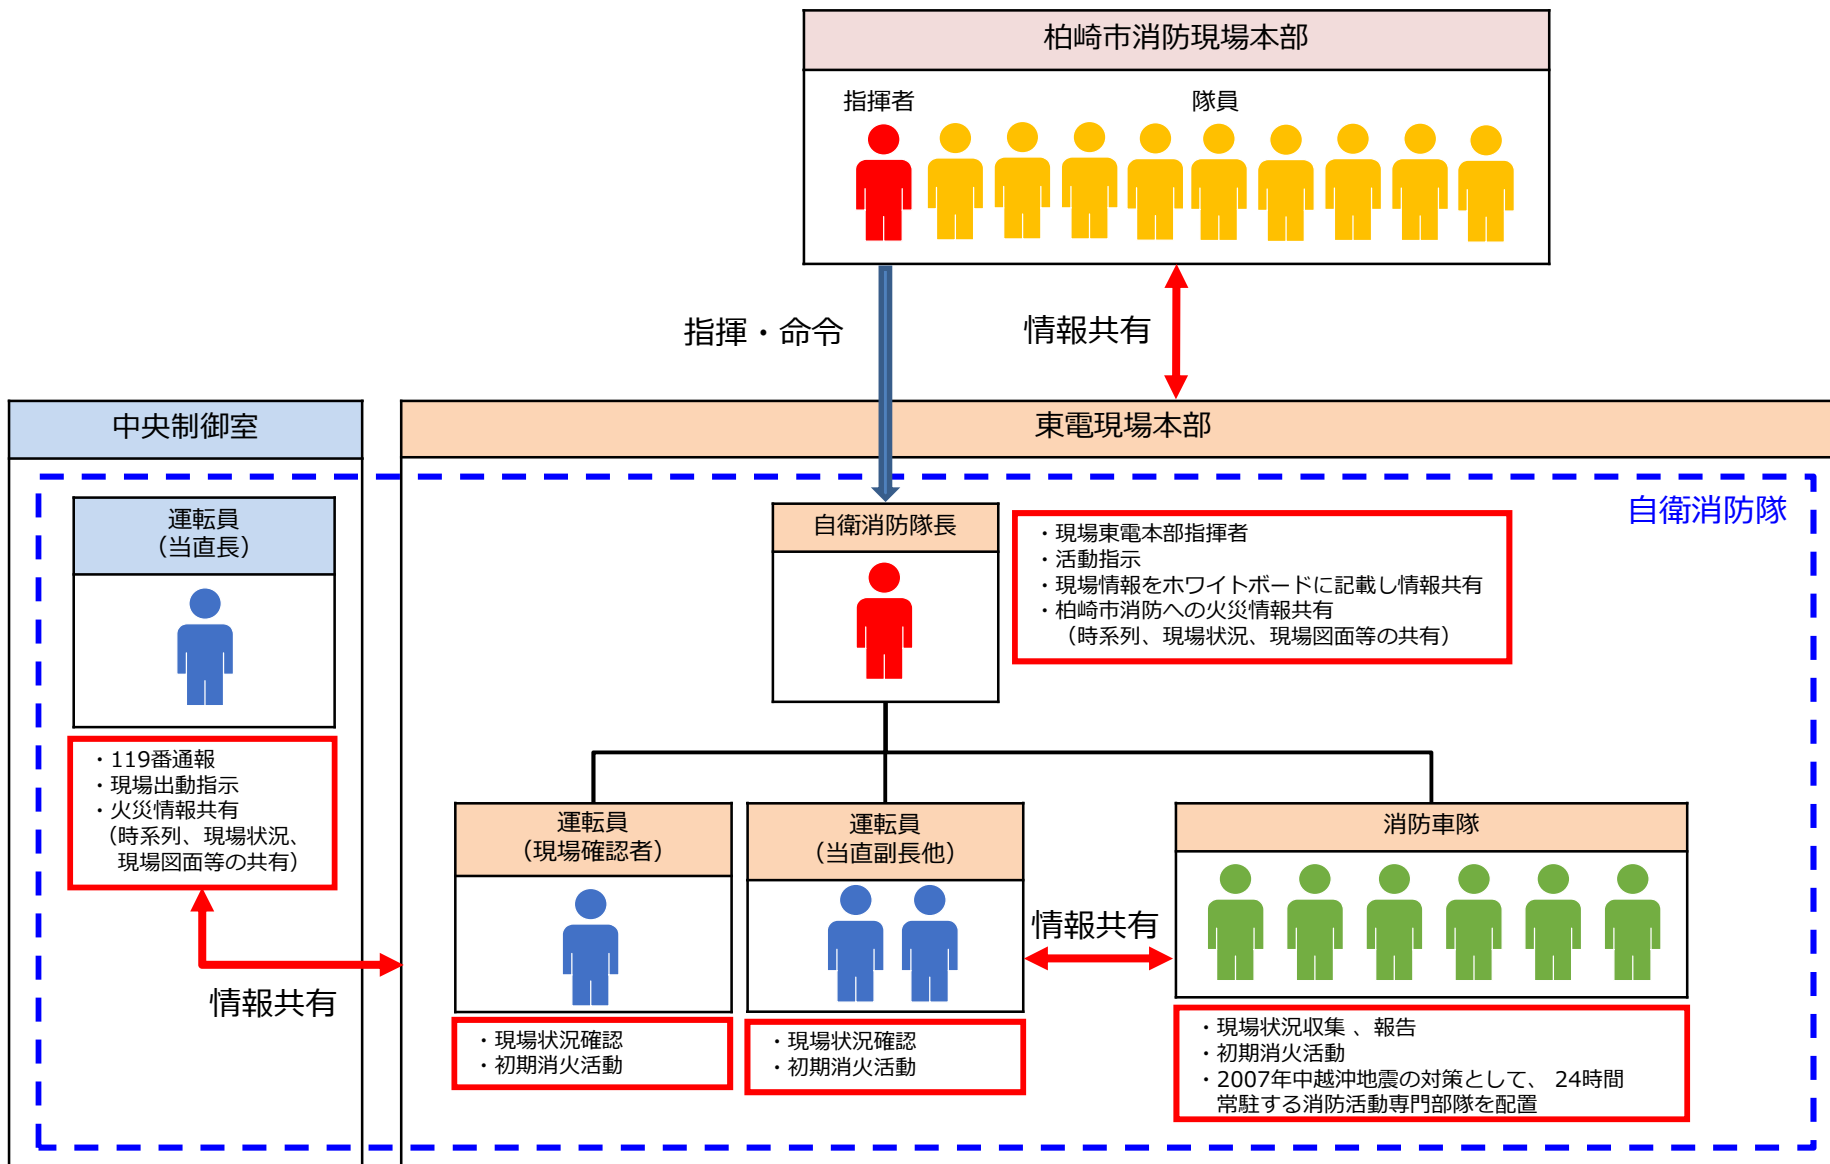 柏崎市消防現場本部
指揮者
隊員
指揮・命令
情報共有
中央制御室
東電現場本部
自衛消防隊
運転員
（当直長）
・119番通報
・現場出動指示
・火災情報共有
（時系列、現場状況、
現場図面等の共有）
情報共有
自衛消防隊長
・現場東電本部指揮者
・活動指示
・現場情報をホワイトボードに記載し情報共有
・柏崎市消防への火災情報共有
（時系列、現場状況、現場図面等の共有）
運転員
（現場確認者）
・現場状況確認
・初期消火活動
運転員
（当直副長他）
・現場状況確認
・初期消火活動
情報共有
消防車隊
・現場状況収集 、報告
・初期消火活動
・2007年中越沖地震の対策として、 24時間
常駐する消防活動専門部隊を配置